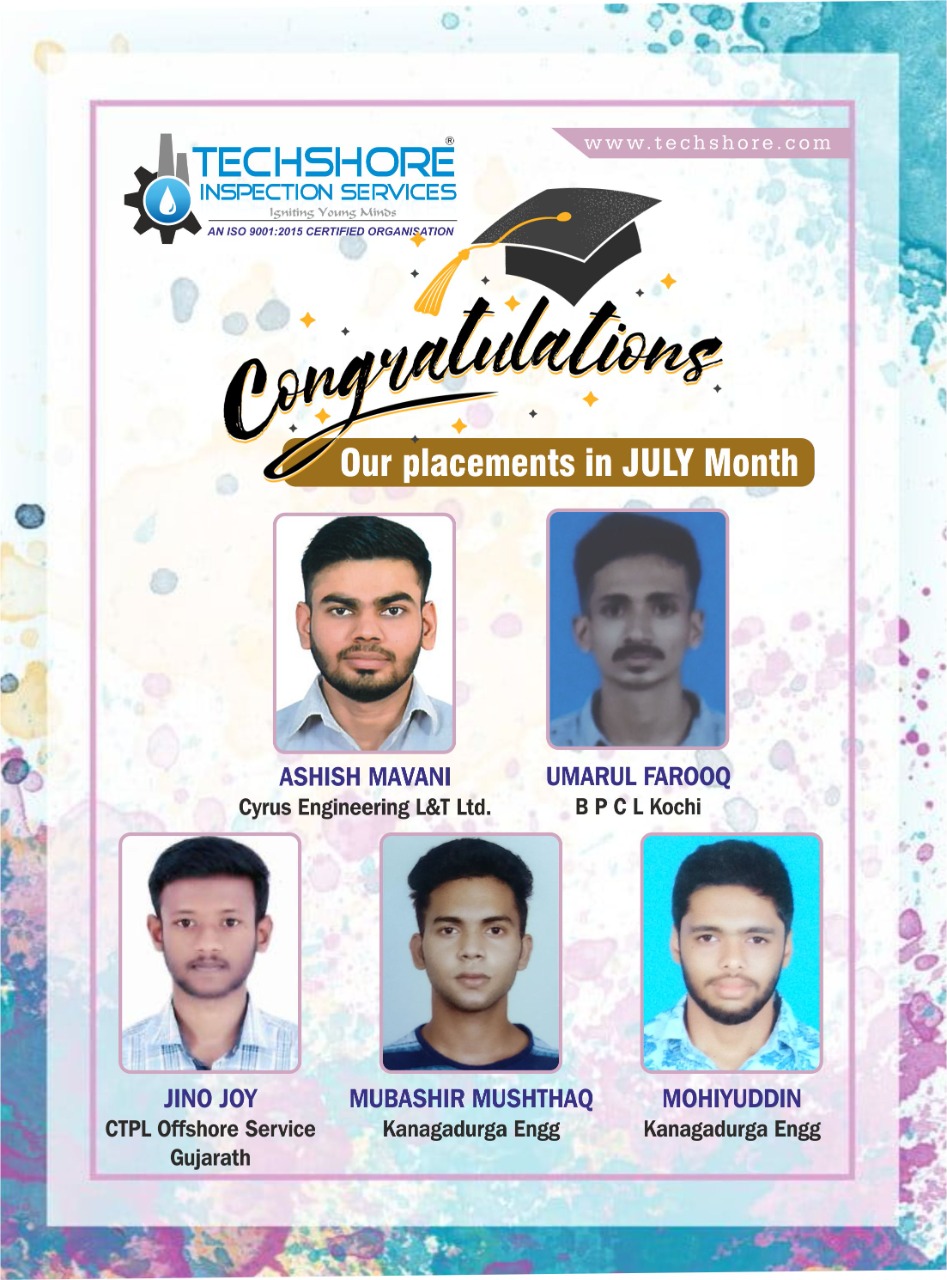 TECHSHORE®
INSPECTION SERVICES
Igniting Young Minds
AN ISO 9001:2015 CERTIFIED ORGANISATION
www.techshore.com
Congratulations
Our placements in JULY Month
ASHISH MAVANI
Cyrus Engineering L&T Ltd.
UMARUL FAROOQ
B P C L Kochi
JINO JOY
CTPL Offshore Service
Gujarath
MUBASHIR MUSHTHAQ
Kanagadurga Engg
MOHIYUDDIN
Kanagadurga Engg